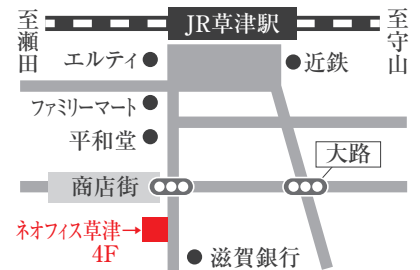 至瀬田
JR草津駅
至守山
エルティ
近鉄
ファミリーマート
平和堂
大路
商店街
ネオフィス草津→
4F
滋賀銀行